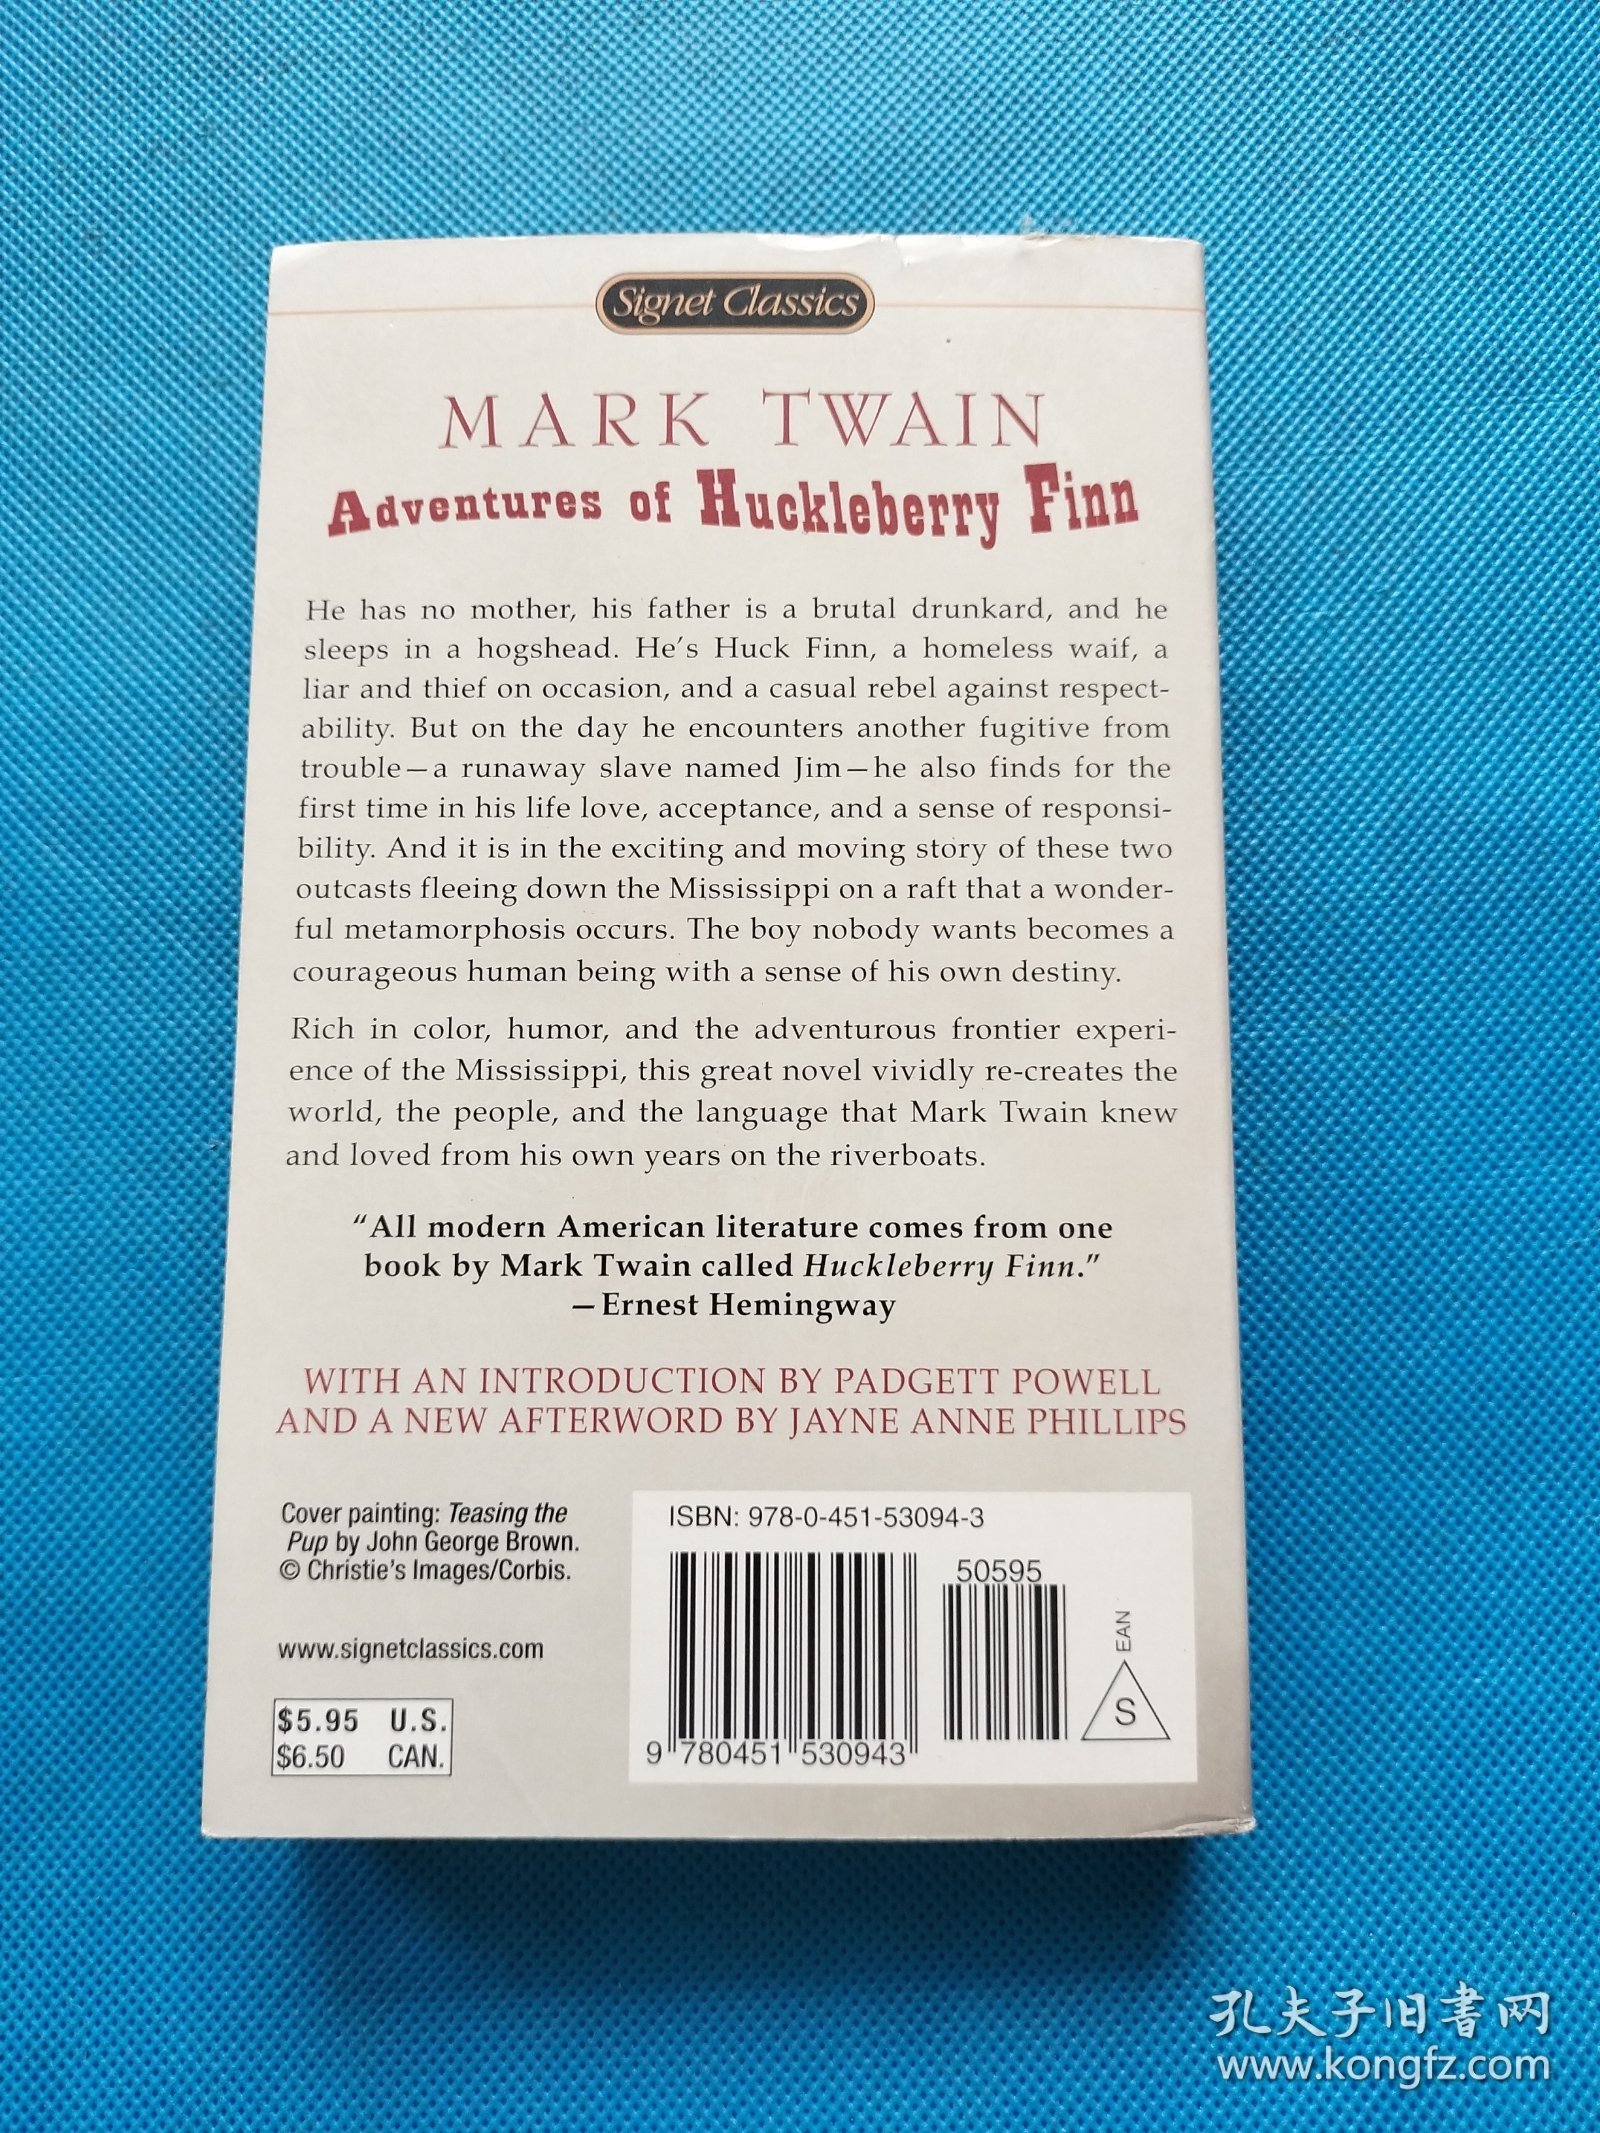 Signet Classics
MARK TWAIN
Adventures of Huckleberry Finn
He has no mother, his father is a brutal drunkard, and he
sleeps in a hogshead. He's Huck Finn, a homeless waif, a
liar and thief on occasion, and a casual rebel against respect-
ability. But on the day he encounters another fugitive from
trouble—a runaway slave named Jim—he also finds for the
first time in his life love, acceptance, and a sense of responsi-
bility. And it is in the exciting and moving story of these two
outcasts fleeing down the Mississippi on a raft that a wonder-
ful metamorphosis occurs. The boy nobody wants becomes a
courageous human being with a sense of his own destiny.
Rich in color, humor, and the adventurous frontier experi-
ence of the Mississippi, this great novel vividly re-creates the
world, the people, and the language that Mark Twain knew
and loved from his own years on the riverboats.
“All modern American literature comes from one
book by Mark Twain called Huckleberry Finn.”
—Ernest Hemingway
WITH AN INTRODUCTION BY PADGETT POWELL
AND A NEW AFTERWORD BY JAYNE ANNE PHILLIPS
Cover painting: Teasing the
Pup by John George Brown.
© Christie's Images/Corbis.
www.signetclassics.com
$5.95 U.S.
$6.50 CAN.
ISBN: 978-0-451-53094-3
50595
9 780451 530943
EAN
S
孔夫子旧书网
www.kongfz.com